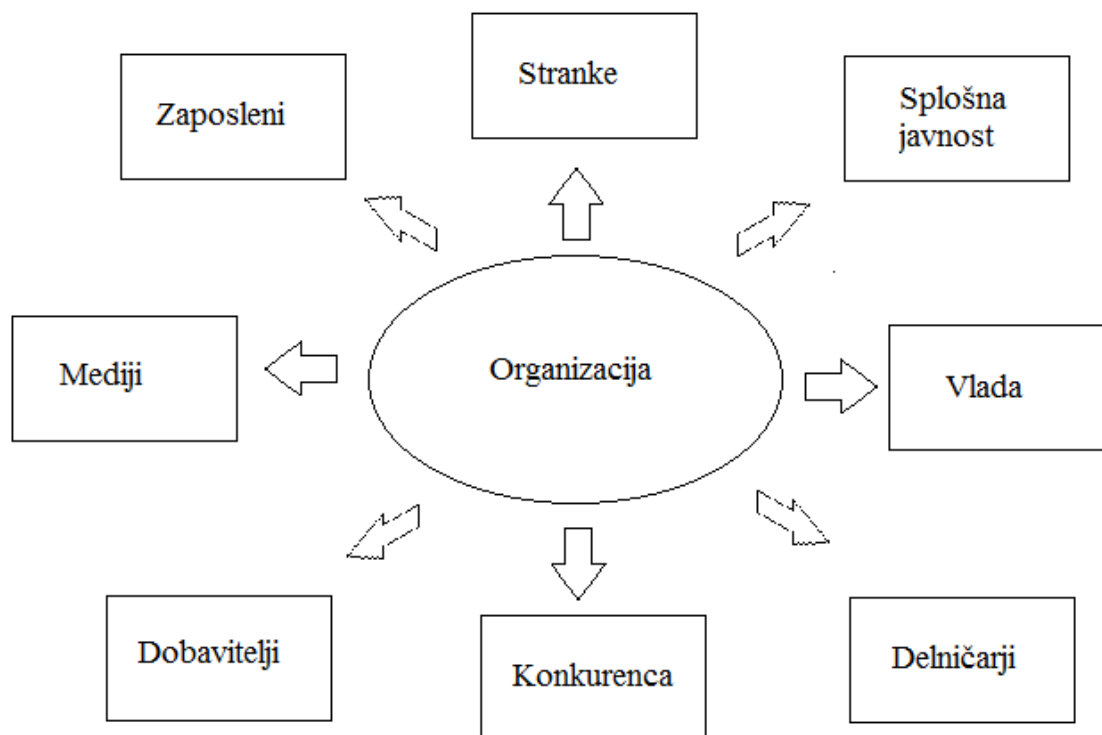 Stranke
Zaposleni
Splošna
javnost
Mediji
Organizacija
Vlada
Dobavitelji
Konkurenca
Delničarji